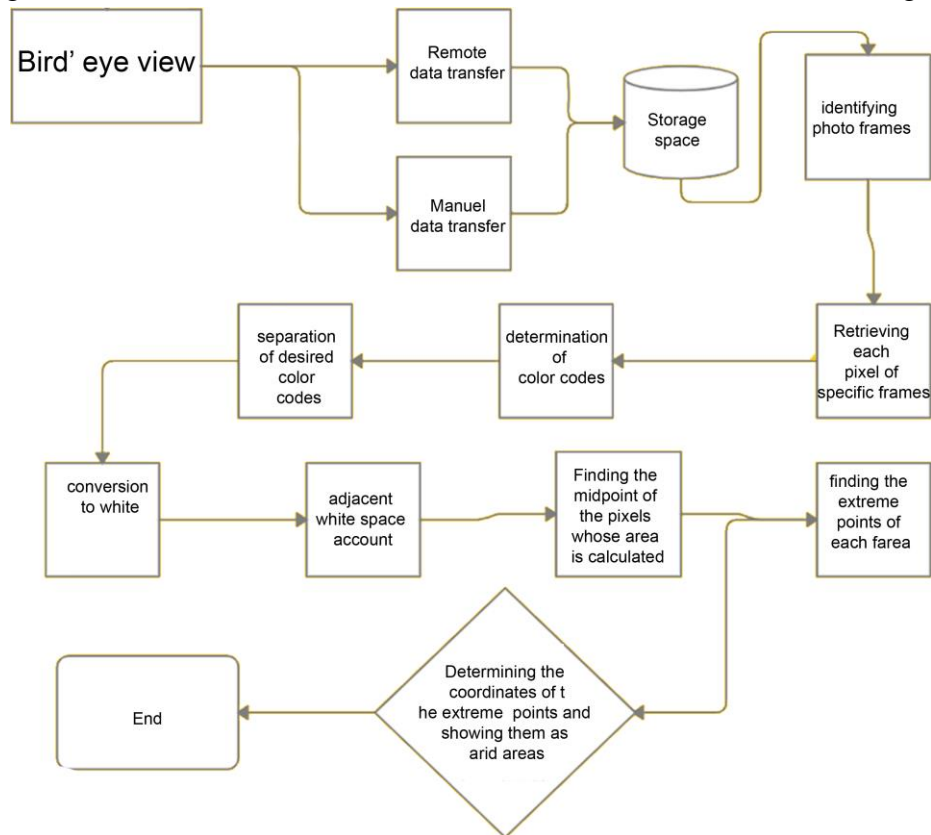 Bird' eye view
Remote
data transfer
Manuel
data transfer
Storage
space
identifying
photo frames
Retrieving
each
pixel of
specific frames
determination
of
color codes
separation
of desired
color
codes
conversion
to white
adjacent
white space
account
Finding the
midpoint of
the pixels
whose area
is calculated
finding the
extreme
points of
each farea
Determining the
coordinates of t
he extreme points and
showing them as
arid areas
End